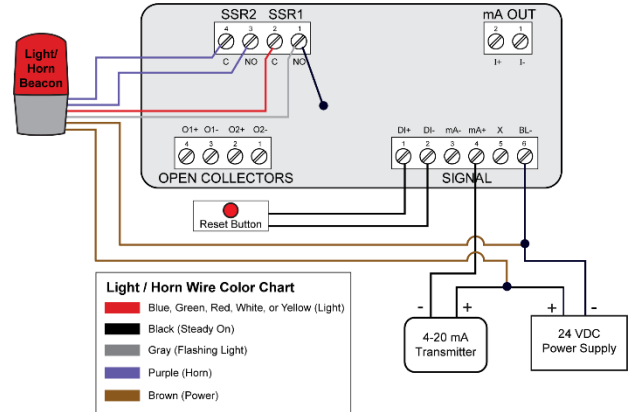 SSR2 SSR1
mA OUT
4 3 2 1
2 1
C NO C NO
I+ I-
Light/
Horn
Beacon
O1+ O1- O2+ O2-
4 3 2 1
OPEN COLLECTORS
DI+ DI- mA- mA+ X BL-
1 2 3 4 5 6
SIGNAL
Reset Button
Light / Horn Wire Color Chart
Blue, Green, Red, White, or Yellow (Light)
Black (Steady On)
Gray (Flashing Light)
Purple (Horn)
Brown (Power)
- +
4-20 mA
Transmitter
+ -
24 VDC
Power Supply